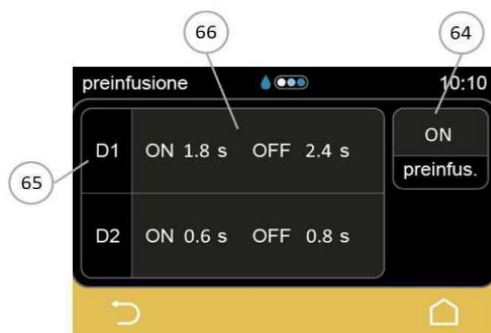 66
64
preinfusione
10:10
D1 ON 1.8 s OFF 2.4 s
ON
preinfus.
65
D2 ON 0.6 s OFF 0.8 s